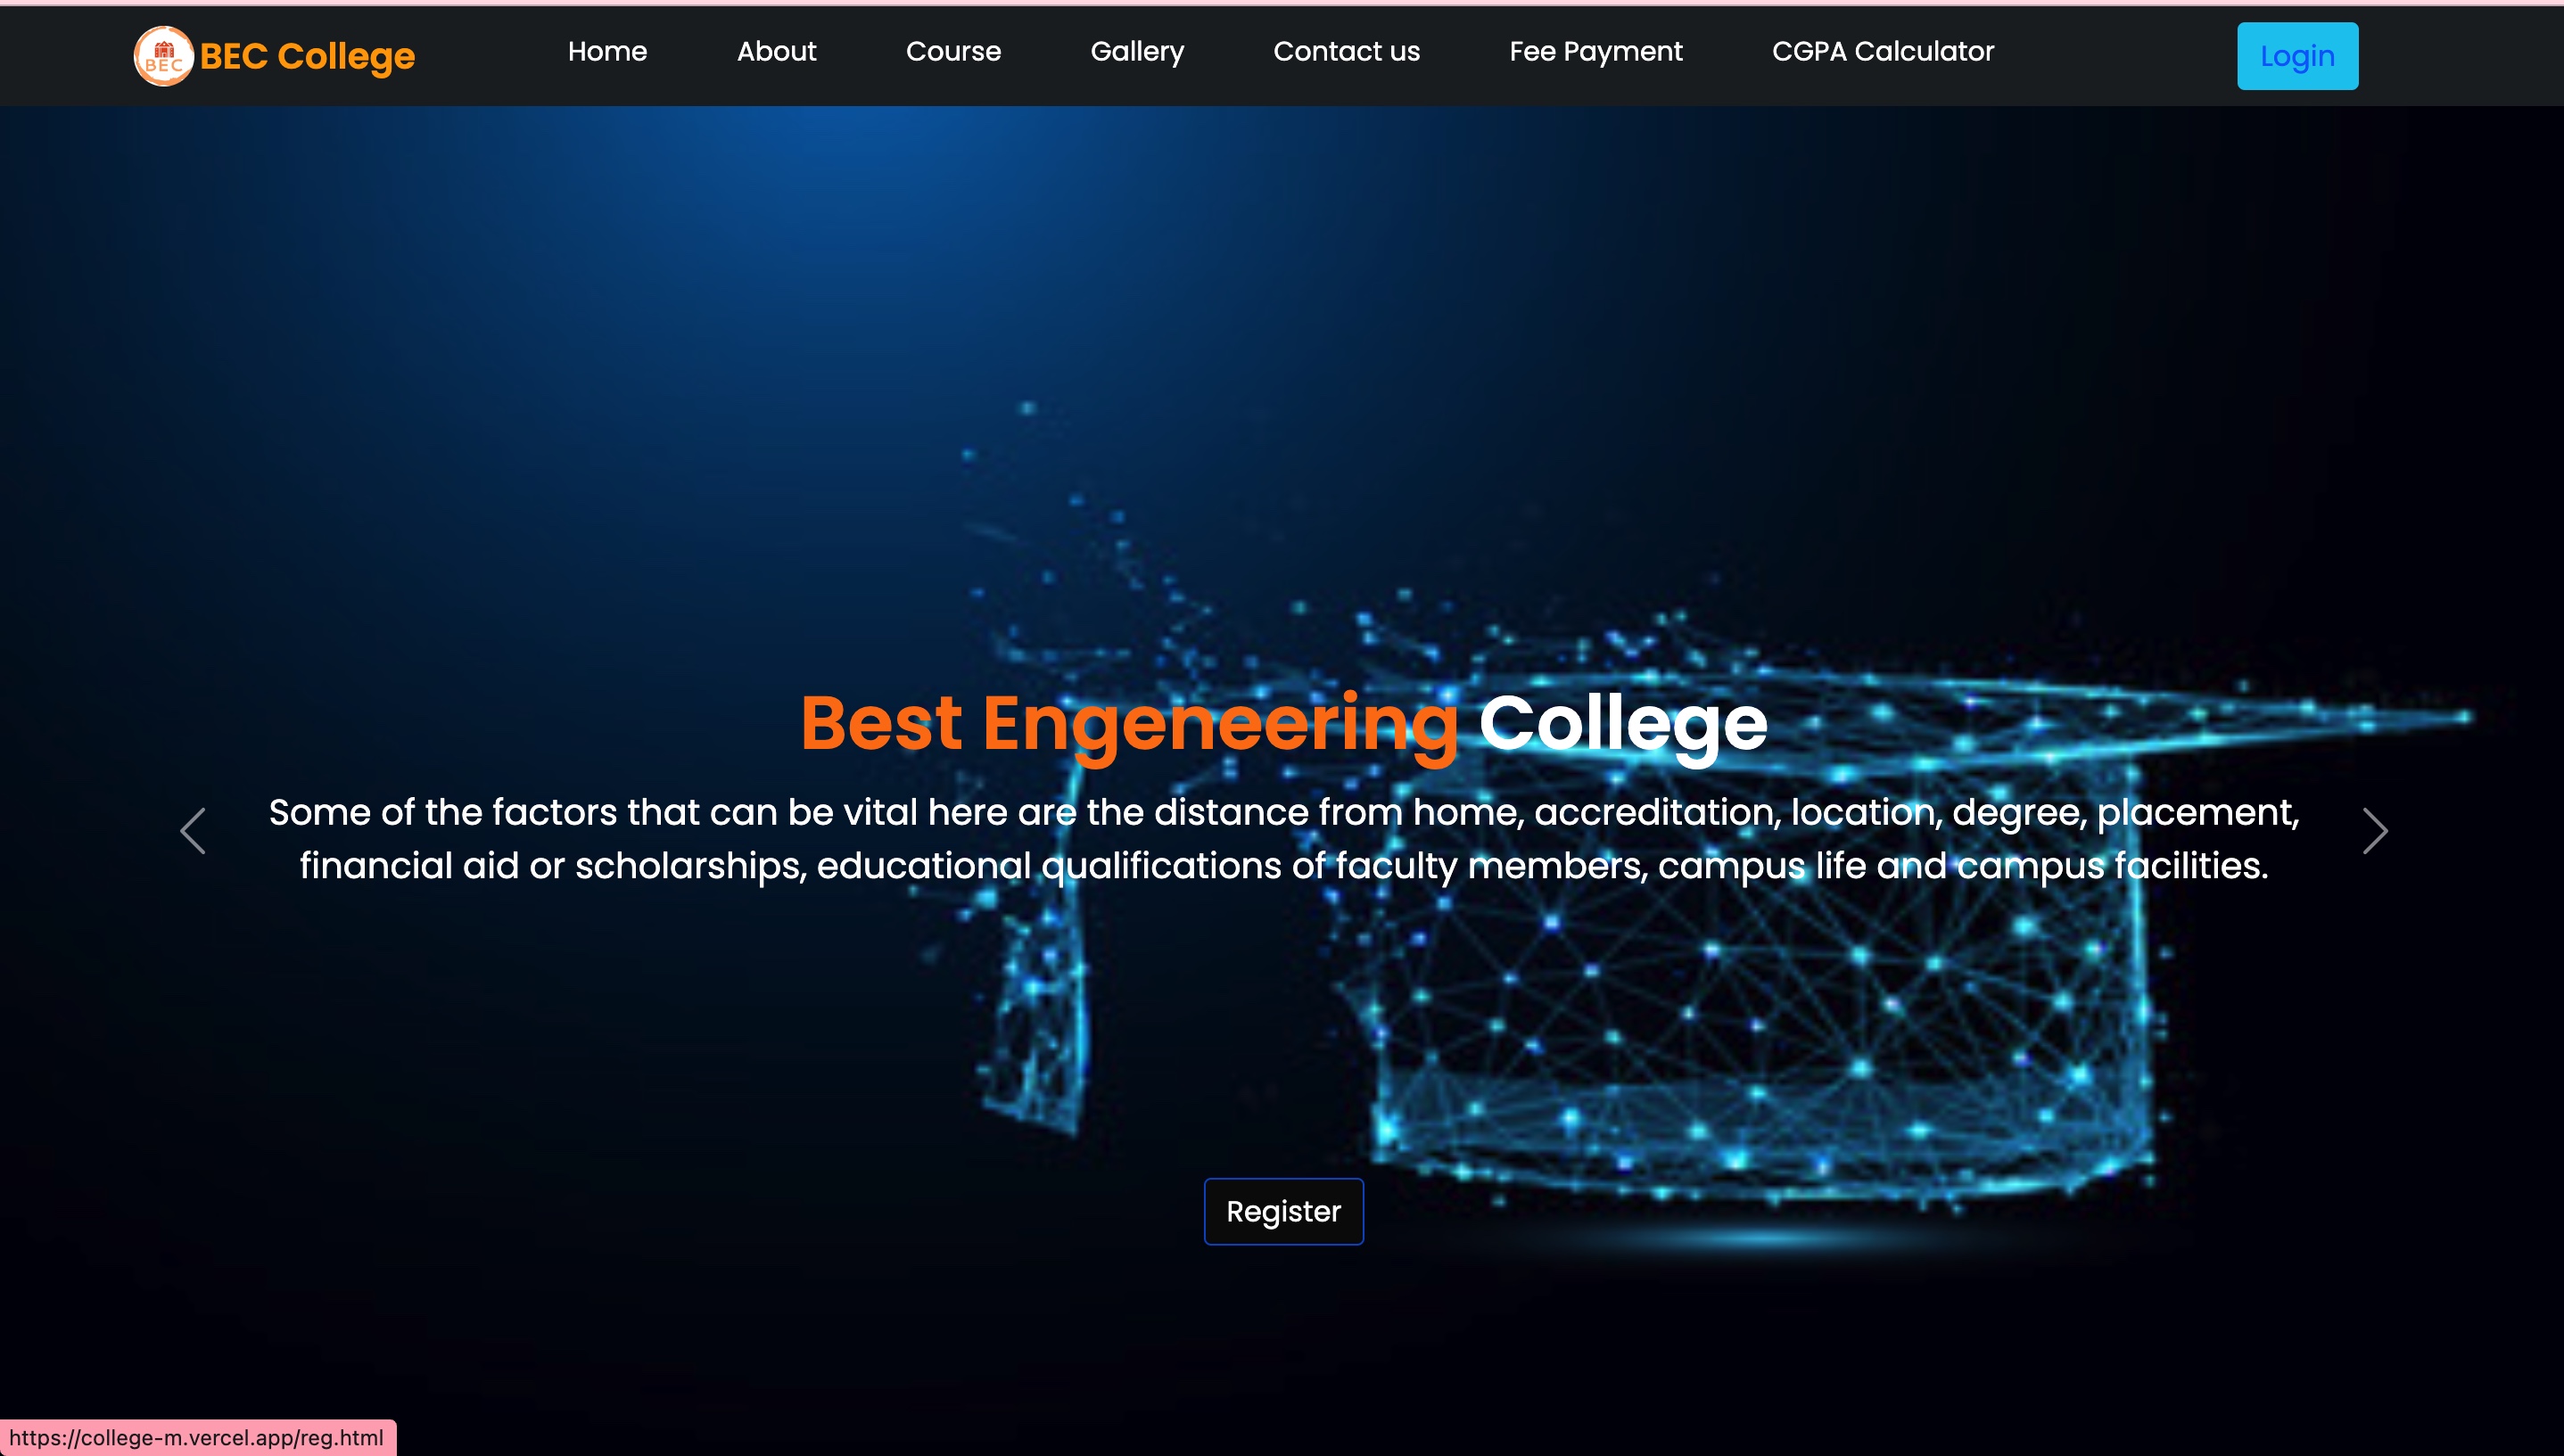 BEC
BEC College
Home
About
Course
Gallery
Contact us
Fee Payment
CGPA Calculator
Login
Best Engeneering College
Some of the factors that can be vital here are the distance from home, accreditation, location, degree, placement,
financial aid or scholarships, educational qualifications of faculty members, campus life and campus facilities.
Register
https://college-m.vercel.app/reg.html